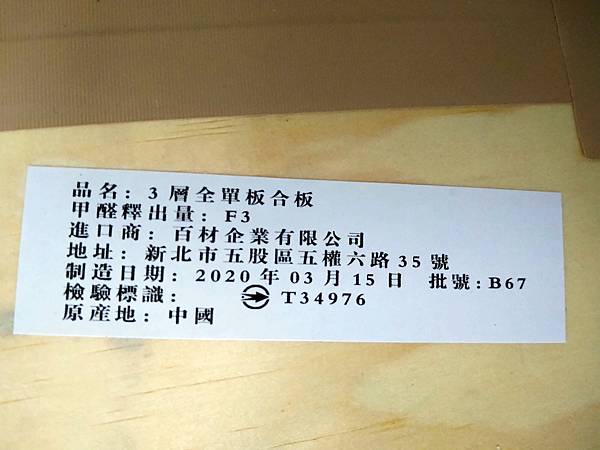 品名: 3層全單板合板
甲醛釋出量: F3
進口商: 百材企業有限公司
地址: 新北市五股區五權六路35號
制造日期: 2020年03月15日 批號:B67
檢驗標識: T34976
原產地: 中國